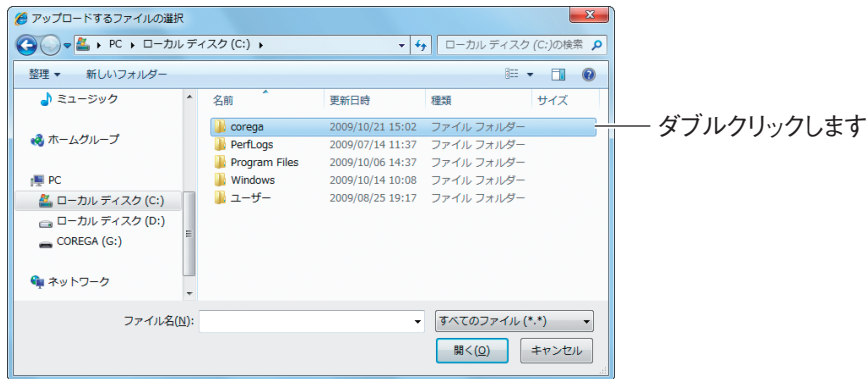 アップロードするファイルの選択
PC ▸ ローカル ディスク (C:) ▸
ローカル ディスク (C:)の検索
整理 ▼ 新しいフォルダー
ミュージック
ホームグループ
PC
ローカル ディスク (C:)
ローカル ディスク (D:)
COREGA (G:)
ネットワーク
名前 更新日時 種類 サイズ
corega 2009/10/21 15:02 ファイル フォルダー
PerfLogs 2009/07/14 11:37 ファイル フォルダー
Program Files 2009/10/06 14:37 ファイル フォルダー
Windows 2009/10/14 10:08 ファイル フォルダー
ユーザー 2009/08/25 19:17 ファイル フォルダー
ダブルクリックします
ファイル名(N):
すべてのファイル (*.*)
開く(O) キャンセル